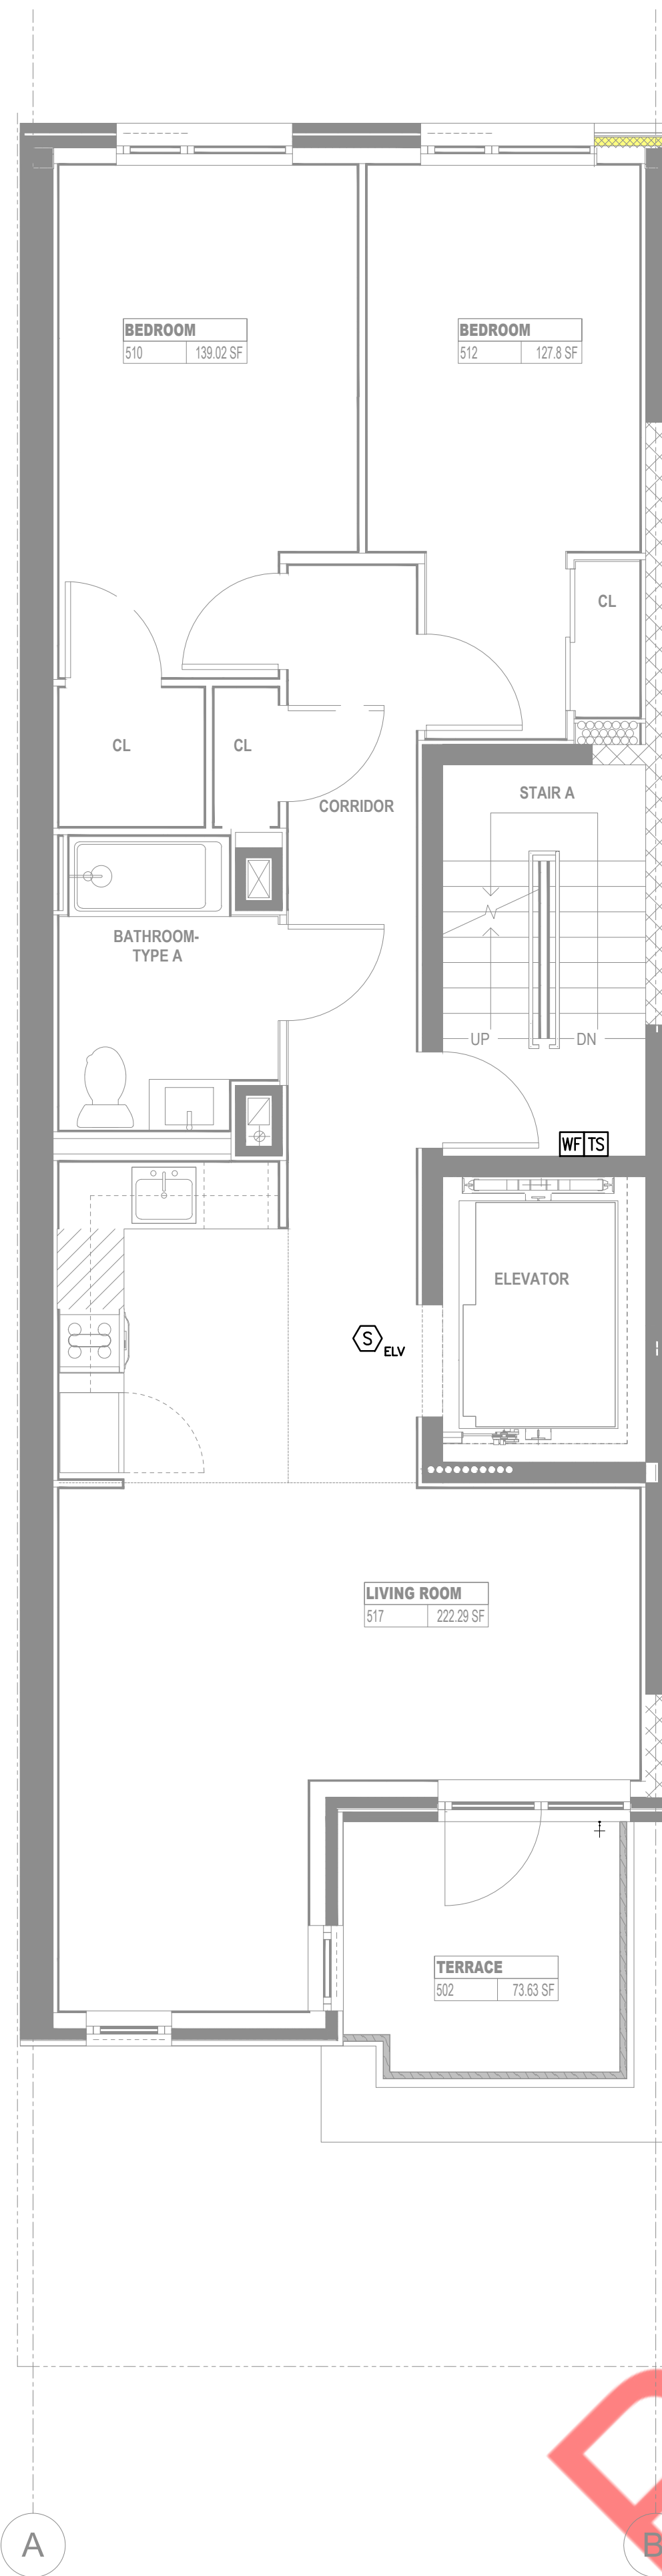 BEDROOM
510 139.02 SF
BEDROOM
512 127.8 SF
CL
CL
CL
CORRIDOR
STAIR A
BATHROOM-
TYPE A
UP
DN
WF TS
ELEVATOR
S
ELV
LIVING ROOM
517 222.29 SF
TERRACE
502 73.63 SF
A
B